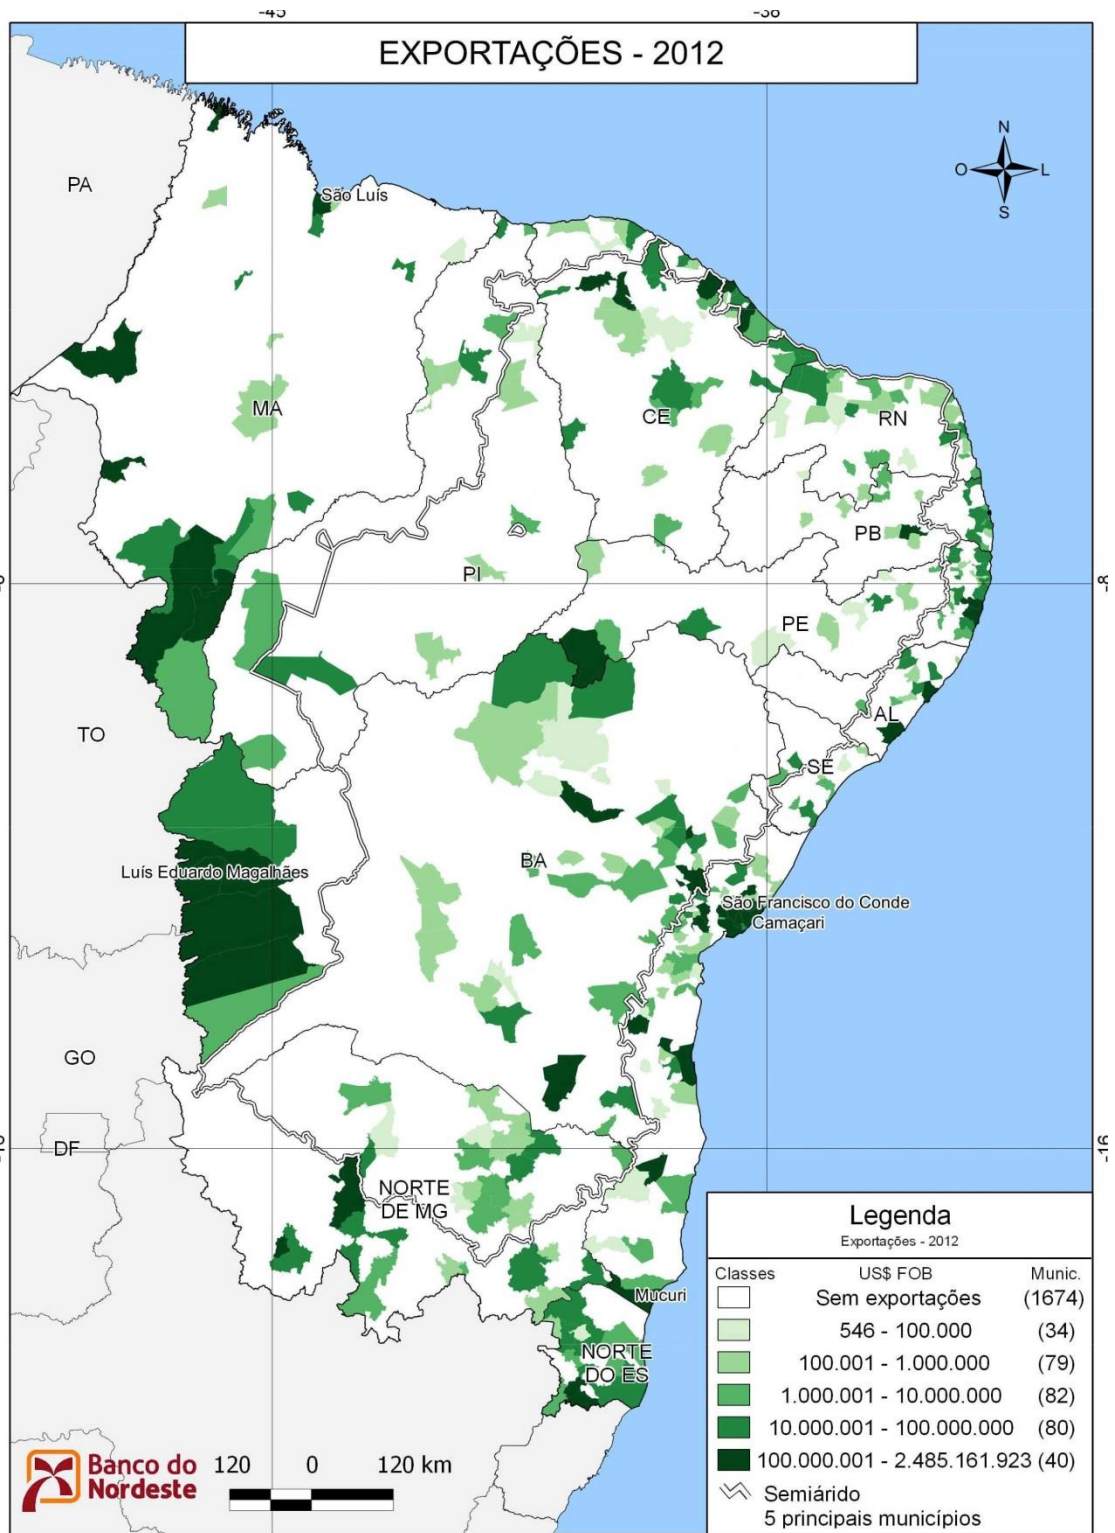 -45
-38
EXPORTAÇÕES - 2012
N
O
L
S
PA
São Luís
MA
CE
RN
PB
PI
PE
-8
TO
AL
SE
Luís Eduardo Magalhães
BA
São Francisco do Conde
Camaçari
GO
DF
NORTE
DE MG
Mucuri
NORTE
DO ES
Legenda
Exportações - 2012
Classes US$ FOB Munic.
Sem exportações (1674)
546 - 100.000 (34)
100.001 - 1.000.000 (79)
1.000.001 - 10.000.000 (82)
10.000.001 - 100.000.000 (80)
100.000.001 - 2.485.161.923 (40)
Semiárido
5 principais municípios
Banco do
Nordeste
120 0 120 km